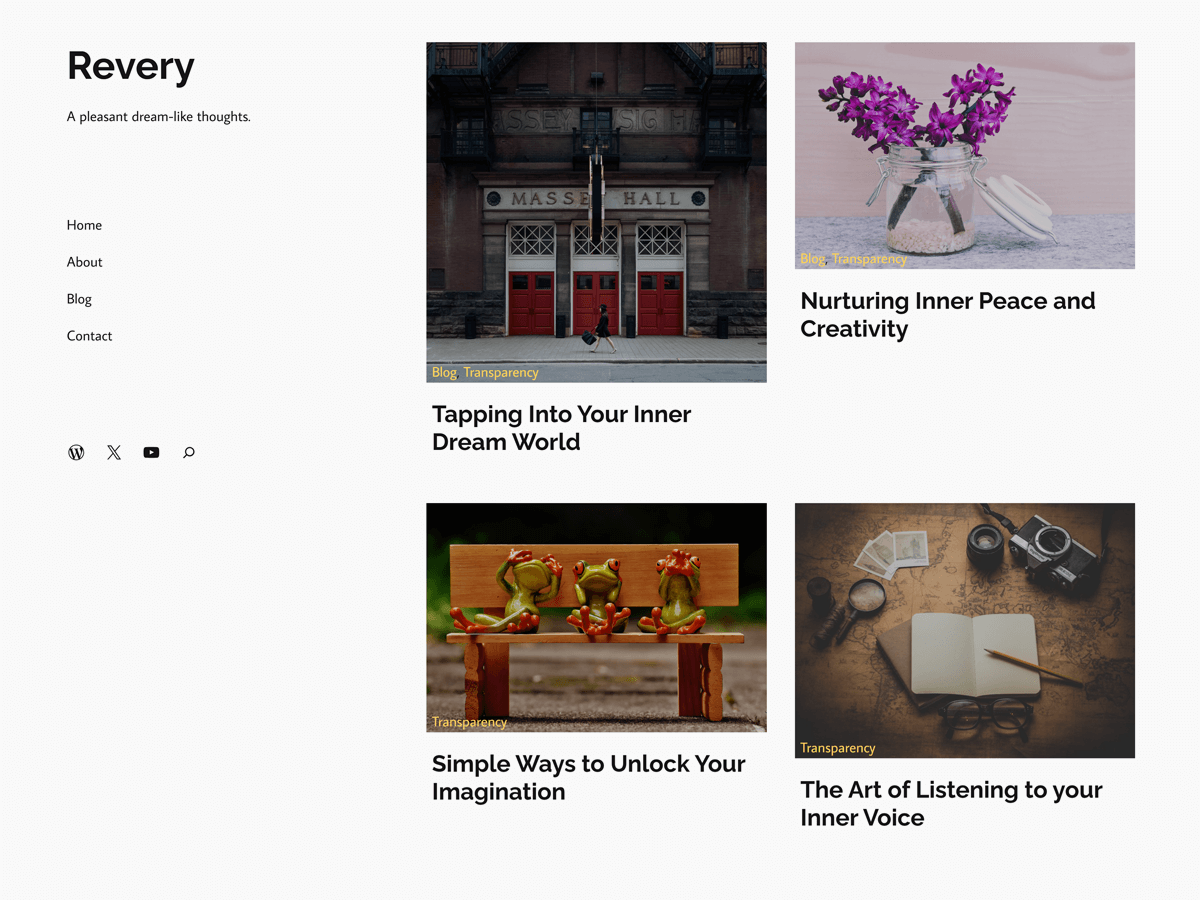 Revery
A pleasant dream-like thoughts.
Home
About
Blog
Contact
MASSEY HALL
Blog, Transparency
Tapping Into Your Inner
Dream World
Blog, Transparency
Nurturing Inner Peace and
Creativity
Transparency
Simple Ways to Unlock Your
Imagination
Transparency
The Art of Listening to your
Inner Voice